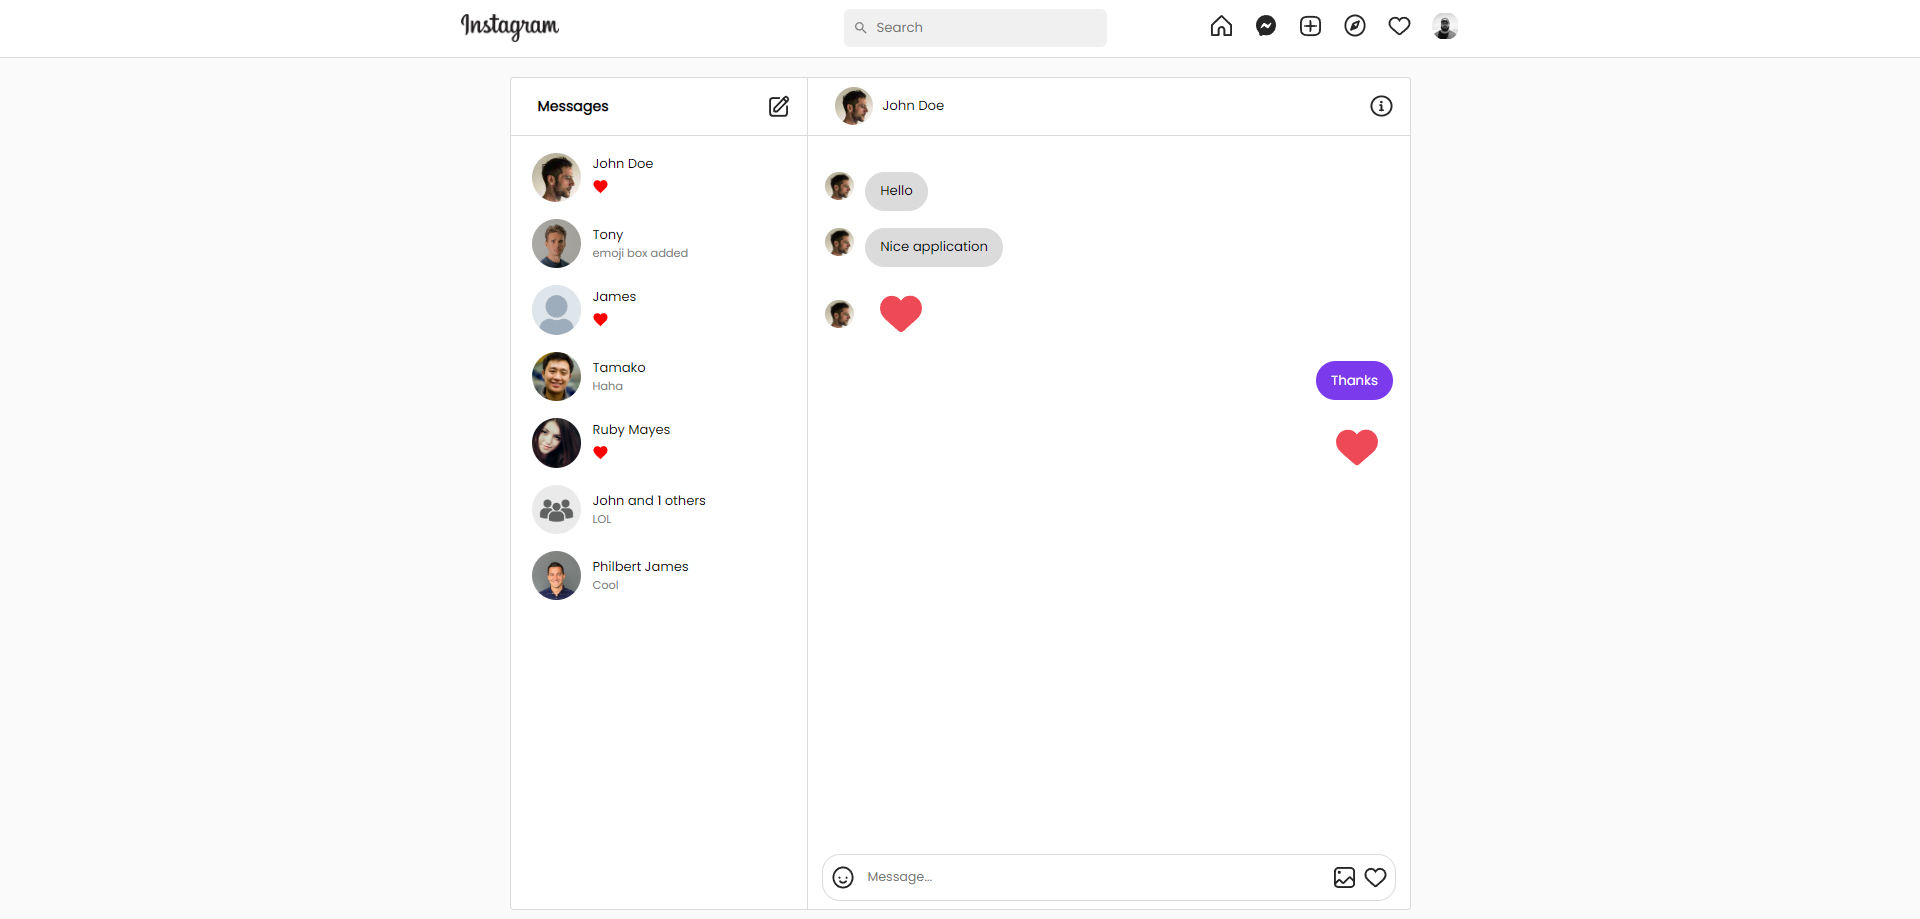 Instagram
Search
Messages
John Doe
John Doe
Tony
emoji box added
James
Tamako
Haha
Ruby Mayes
John and 1 others
LOL
Philbert James
Cool
Hello
Nice application
Thanks
Message...